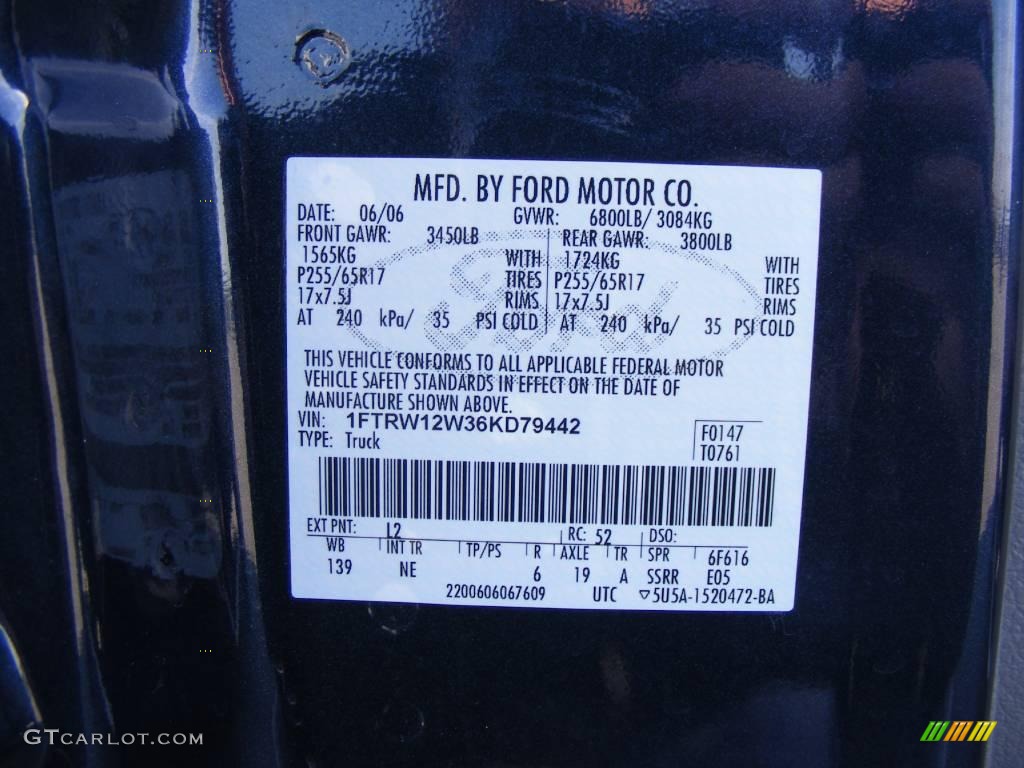 MFD. BY FORD MOTOR CO.
DATE: 06/06 GVWR: 6800LB/ 3084KG
FRONT GAWR: 3450LB REAR GAWR: 3800LB
1565KG WITH 1724KG WITH
P255/65R17 TIRES P255/65R17 TIRES
17x7.5J RIMS 17x7.5J RIMS
AT 240 kPa/ 35 PSI COLD AT 240 kPa/ 35 PSI COLD
Ford
THIS VEHICLE CONFORMS TO ALL APPLICABLE FEDERAL MOTOR
VEHICLE SAFETY STANDARDS IN EFFECT ON THE DATE OF
MANUFACTURE SHOWN ABOVE.
VIN: 1FTRW12W36KD79442 F0147
TYPE: Truck T0761
EXT PNT: L2 RC: 52 DSO:
WB INT TR TP/PS R AXLE TR SPR 6F616
139 NE 6 19 A SSRR E05
2200606067609 UTC ▽5U5A-1520472-BA
GTCARLOT.COM